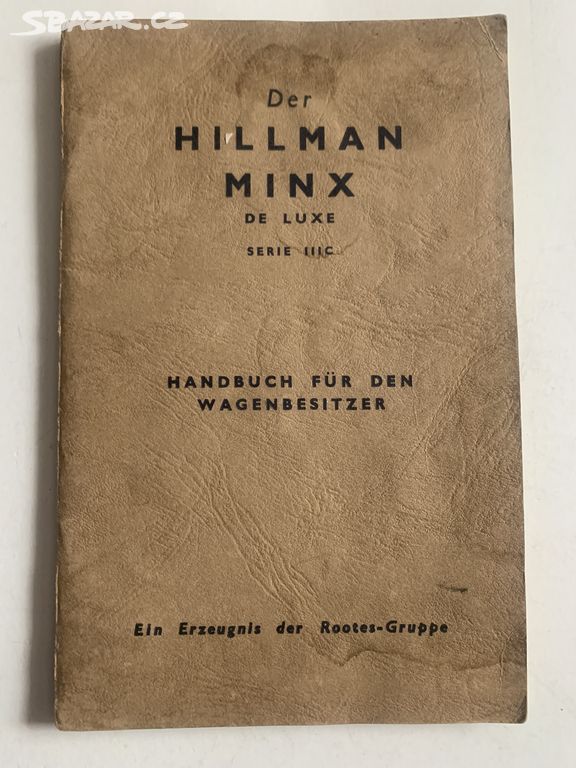 SBAZAR.CZ
Der
HILLMAN
MINX
DE LUXE
SERIE IIIC
HANDBUCH FÜR DEN
WAGENBESITZER
Ein Erzeugnis der Rootes-Gruppe